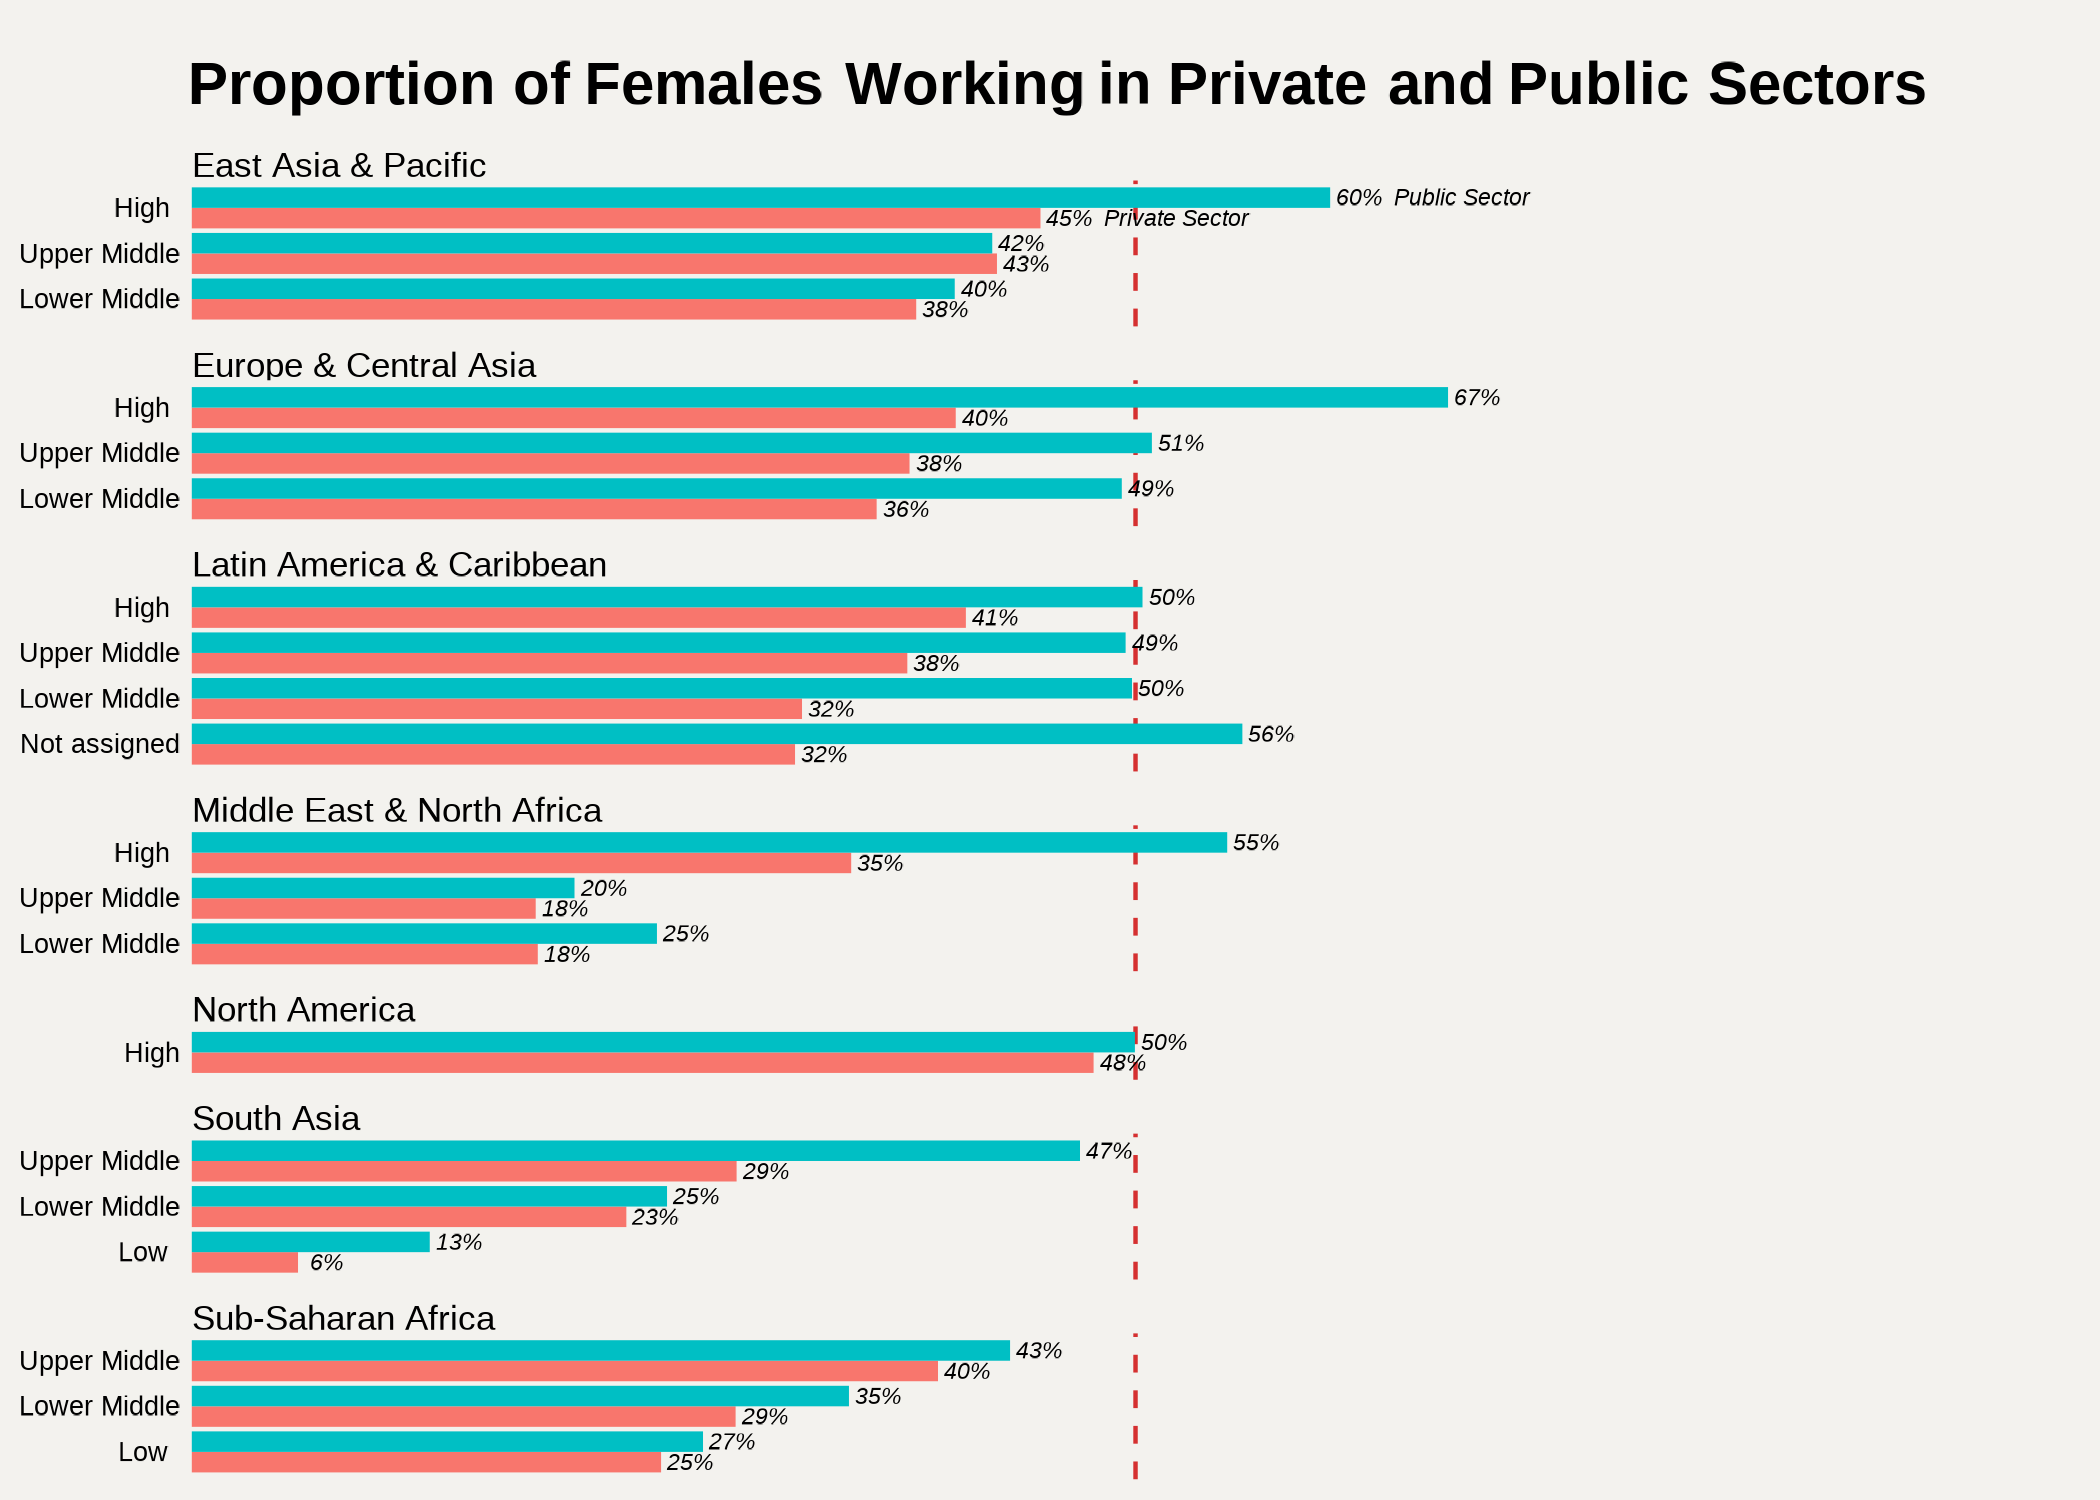 Proportion of Females Working in Private and Public Sectors
East Asia & Pacific
High
60% Public Sector
45% Private Sector
Upper Middle
42%
43%
Lower Middle
40%
38%
Europe & Central Asia
High
67%
40%
Upper Middle
51%
38%
Lower Middle
49%
36%
Latin America & Caribbean
High
50%
41%
Upper Middle
49%
38%
Lower Middle
50%
32%
Not assigned
56%
32%
Middle East & North Africa
High
55%
35%
Upper Middle
20%
18%
Lower Middle
25%
18%
North America
High
50%
48%
South Asia
Upper Middle
47%
29%
Lower Middle
25%
23%
Low
13%
6%
Sub-Saharan Africa
Upper Middle
43%
40%
Lower Middle
35%
29%
Low
27%
25%